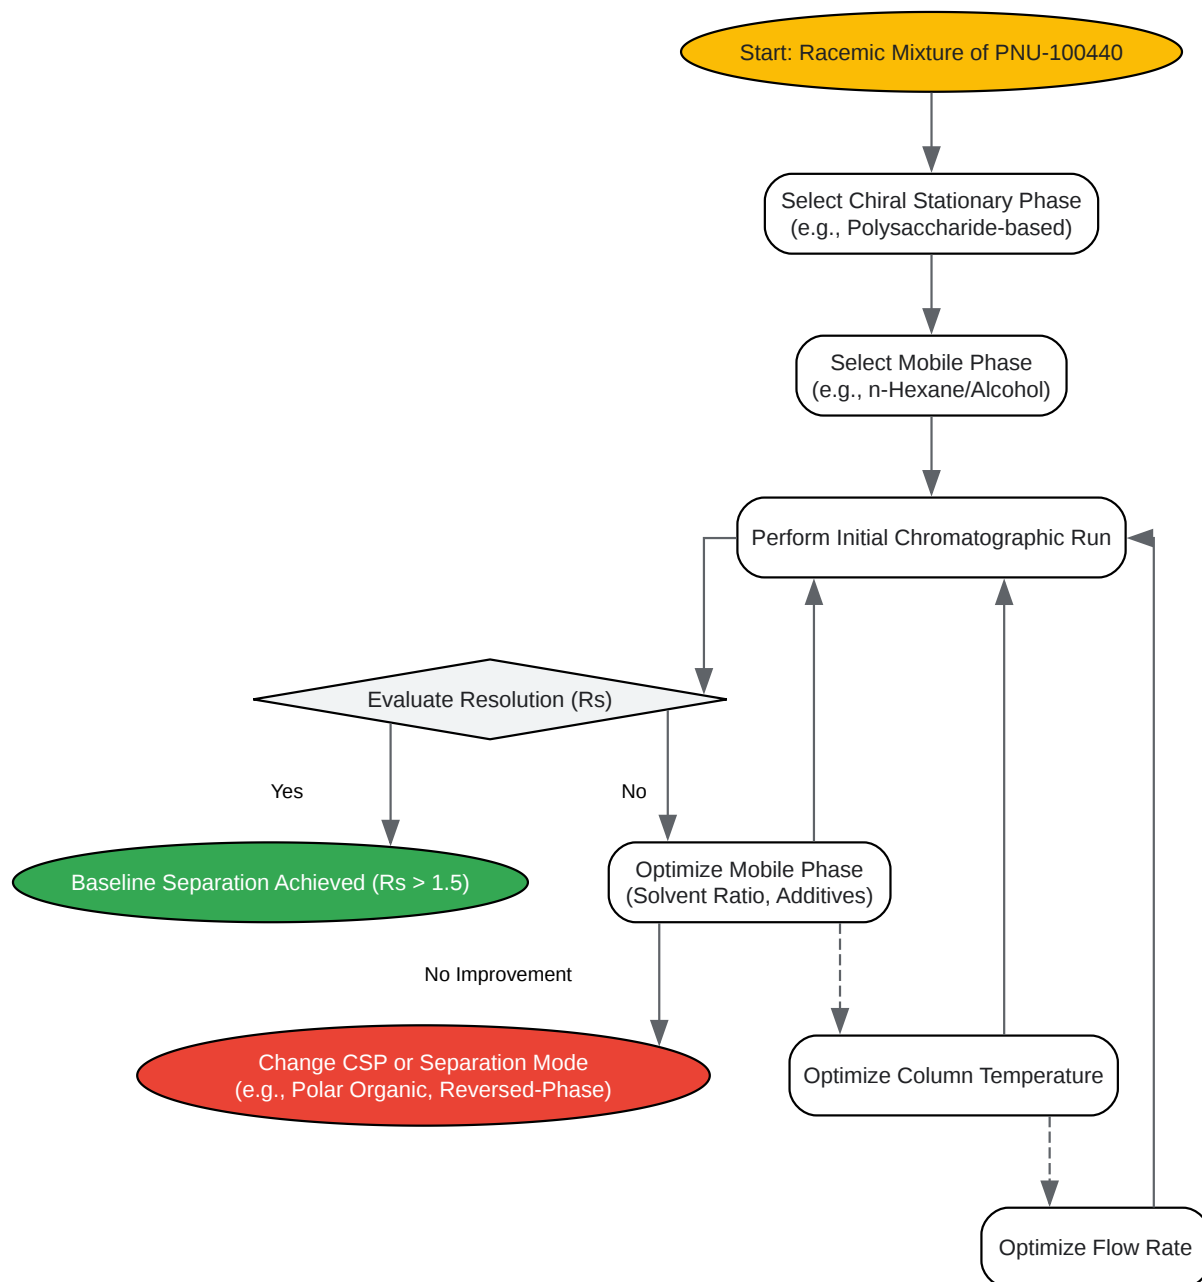 Start: Racemic Mixture of PNU-100440
Select Chiral Stationary Phase
(e.g., Polysaccharide-based)
Select Mobile Phase
(e.g., n-Hexane/Alcohol)
Perform Initial Chromatographic Run
Evaluate Resolution (Rs)
Yes
No
Baseline Separation Achieved (Rs > 1.5)
Optimize Mobile Phase
(Solvent Ratio, Additives)
No Improvement
Change CSP or Separation Mode
(e.g., Polar Organic, Reversed-Phase)
Optimize Column Temperature
Optimize Flow Rate